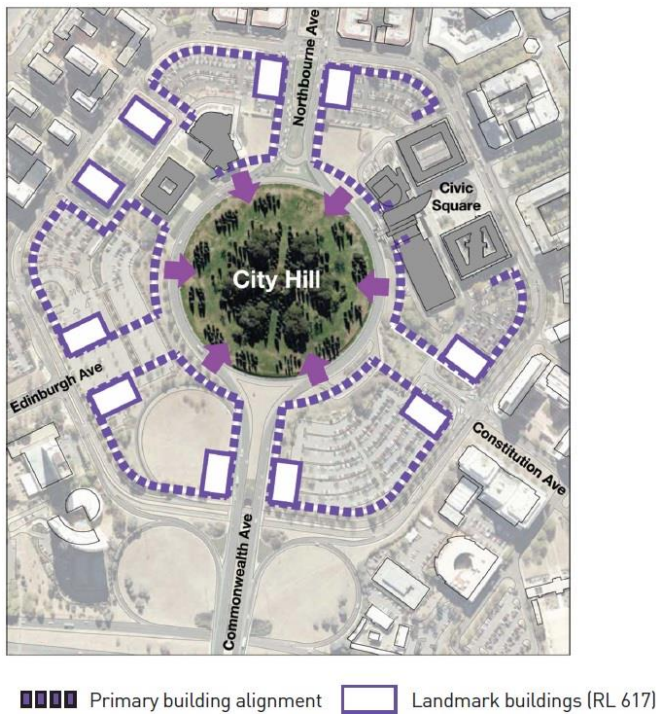 Northbourne Ave
Civic
Square
City Hill
Edinburgh Ave
Constitution Ave
Commonwealth Ave
Primary building alignment
Landmark buildings (RL 617)